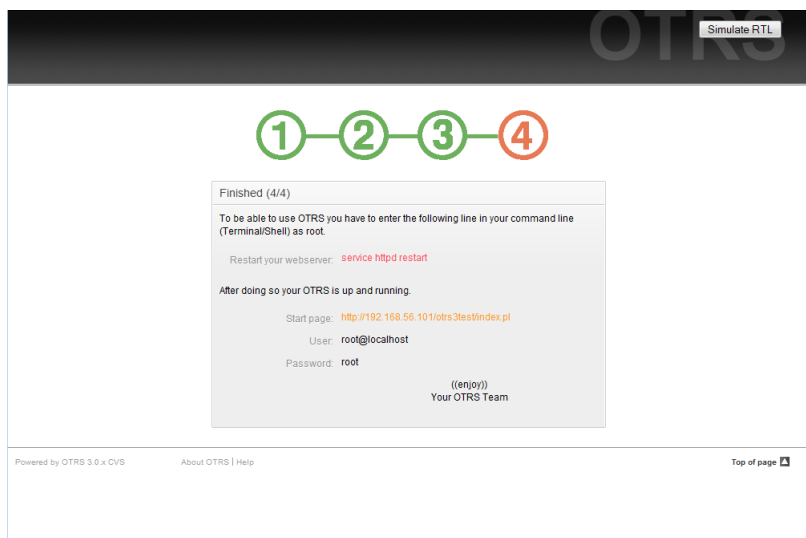 OTRS
Simulate RTL
1 2 3 4
Finished (4/4)
To be able to use OTRS you have to enter the following line in your command line
(Terminal/Shell) as root.
Restart your webserver: service httpd restart
After doing so your OTRS is up and running.
Start page: http://192.168.56.101/otrs3test/index.pl
User: root@localhost
Password: root
((enjoy))
Your OTRS Team
Powered by OTRS 3.0.x CVS About OTRS | Help Top of page